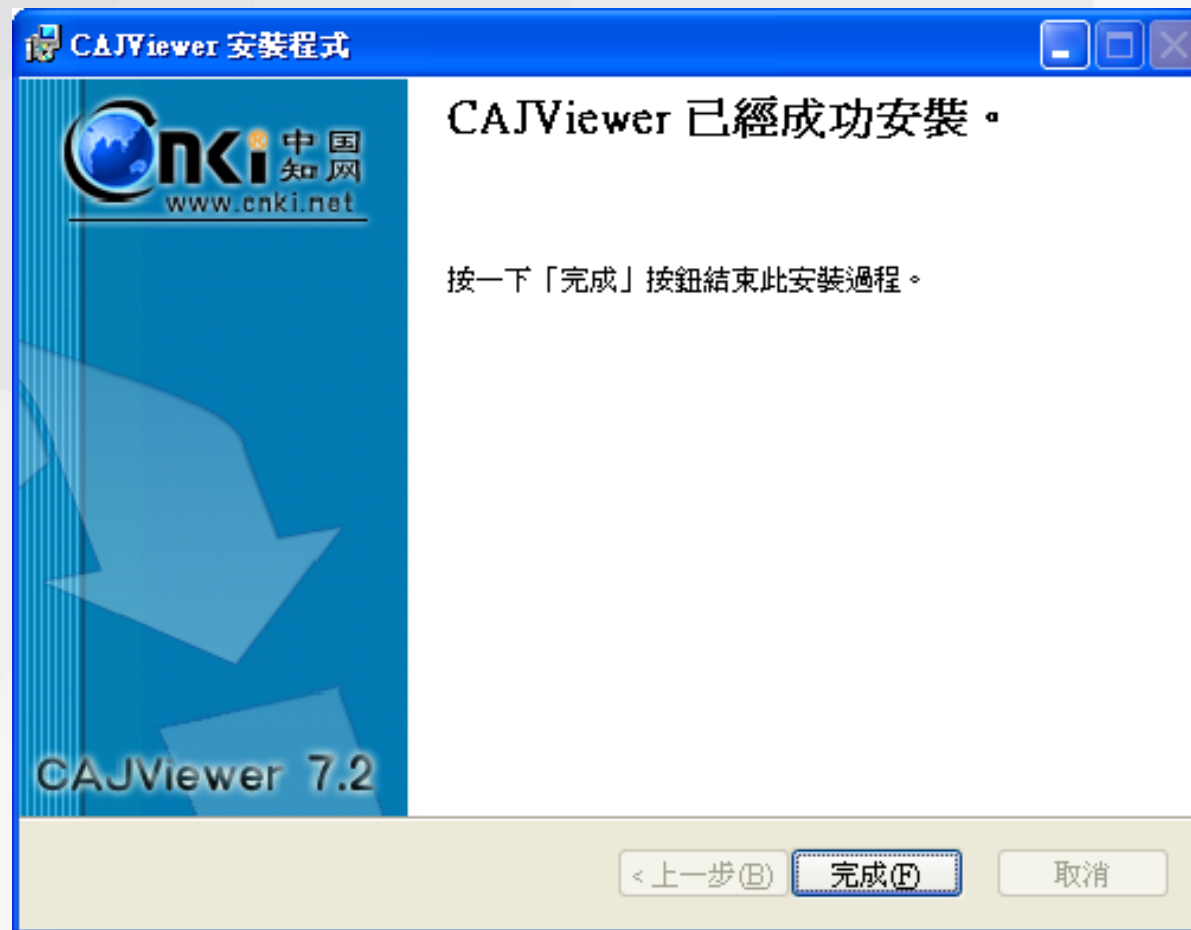 CAJViewer 安裝程式
CNKi 中国知网
www.cnki.net
CAJViewer 已經成功安裝。
按一下「完成」按鈕結束此安裝過程。
CAJViewer 7.2
<上一步(B)
完成(F)
取消